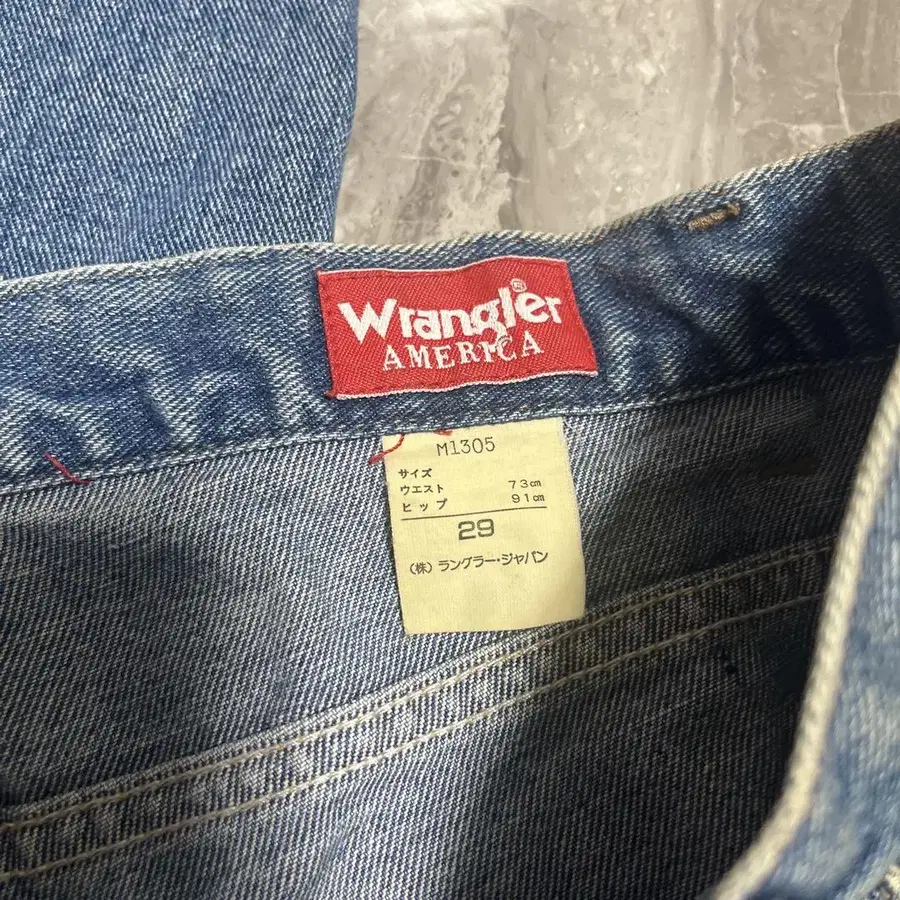 Wrangler®
AMERICA
M1305
サイズ
ウエスト 73㎝
ヒップ 91㎝
29
(株)ラングラー・ジャパン